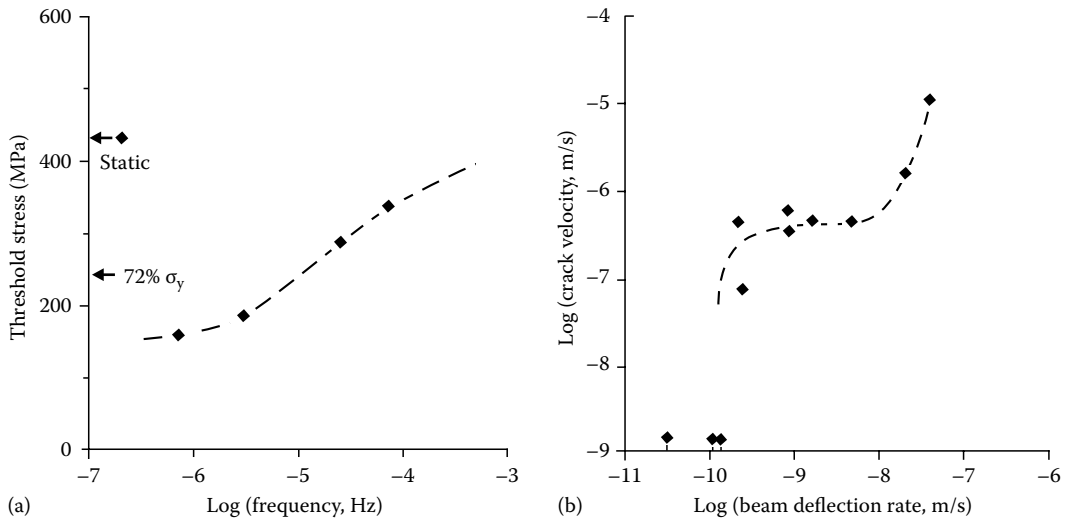 600
400
200
0
Threshold stress (MPa)
Static
72% σy
−7
−6
−5
−4
−3
(a)
Log (frequency, Hz)
−4
−5
−6
−7
−8
−9
Log (crack velocity, m/s)
−11
−10
−9
−8
−7
−6
(b)
Log (beam deflection rate, m/s)